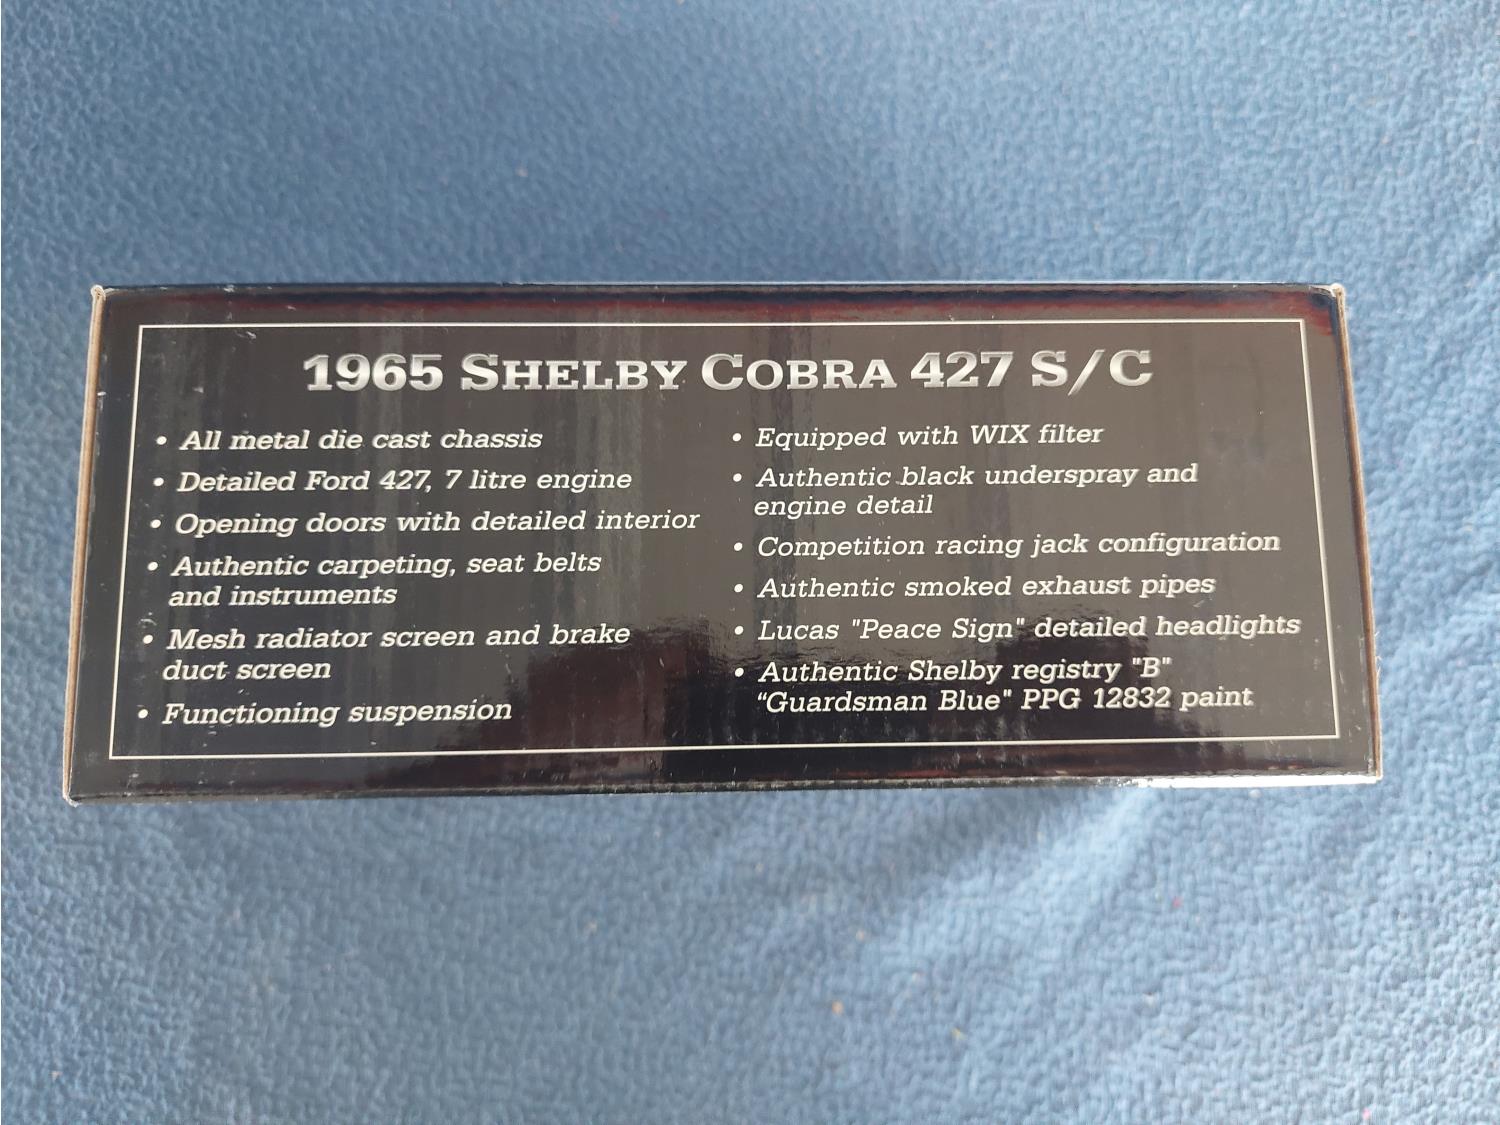 1965 SHELBY COBRA 427 S/C
• All metal die cast chassis
• Detailed Ford 427, 7 litre engine
• Opening doors with detailed interior
• Authentic carpeting, seat belts
and instruments
• Mesh radiator screen and brake
duct screen
• Functioning suspension
• Equipped with WIX filter
• Authentic black underspray and
engine detail
• Competition racing jack configuration
• Authentic smoked exhaust pipes
• Lucas "Peace Sign" detailed headlights
• Authentic Shelby registry "B"
“Guardsman Blue" PPG 12832 paint